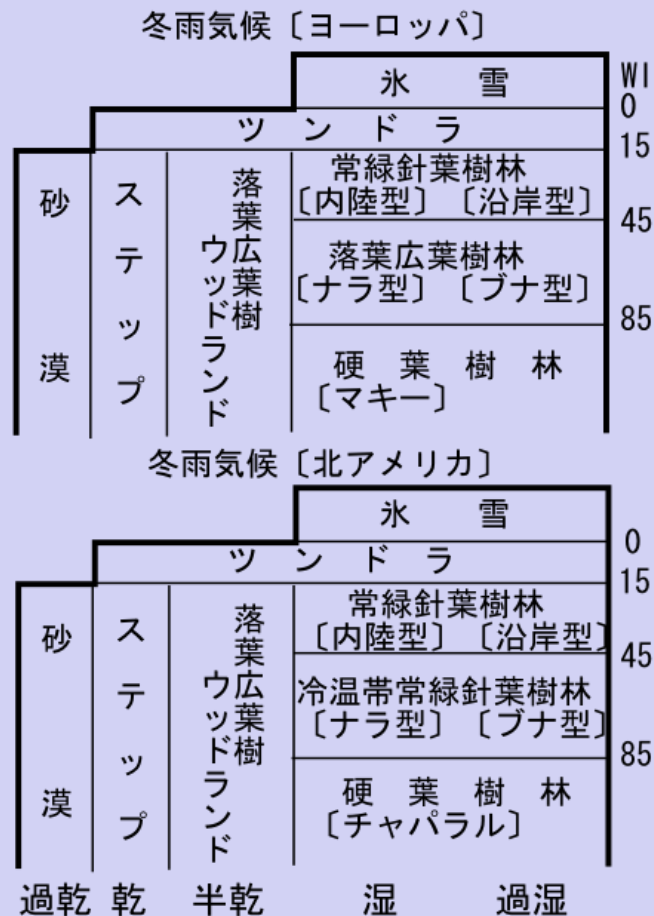 冬雨気候〔ヨーロッパ〕
氷 雪
WI
0
ツンドラ
15
砂漠
ステップ
落葉広葉樹
ウッドランド
常緑針葉樹林
〔内陸型〕〔沿岸型〕
45
落葉広葉樹林
〔ナラ型〕〔ブナ型〕
85
硬葉樹林
〔マキー〕
冬雨気候〔北アメリカ〕
氷 雪
0
ツンドラ
15
砂漠
ステップ
落葉広葉樹
ウッドランド
常緑針葉樹林
〔内陸型〕〔沿岸型〕
45
冷温帯常緑針葉樹林
〔ナラ型〕〔ブナ型〕
85
硬葉樹林
〔チャパラル〕
過乾 乾 半乾 湿 過湿